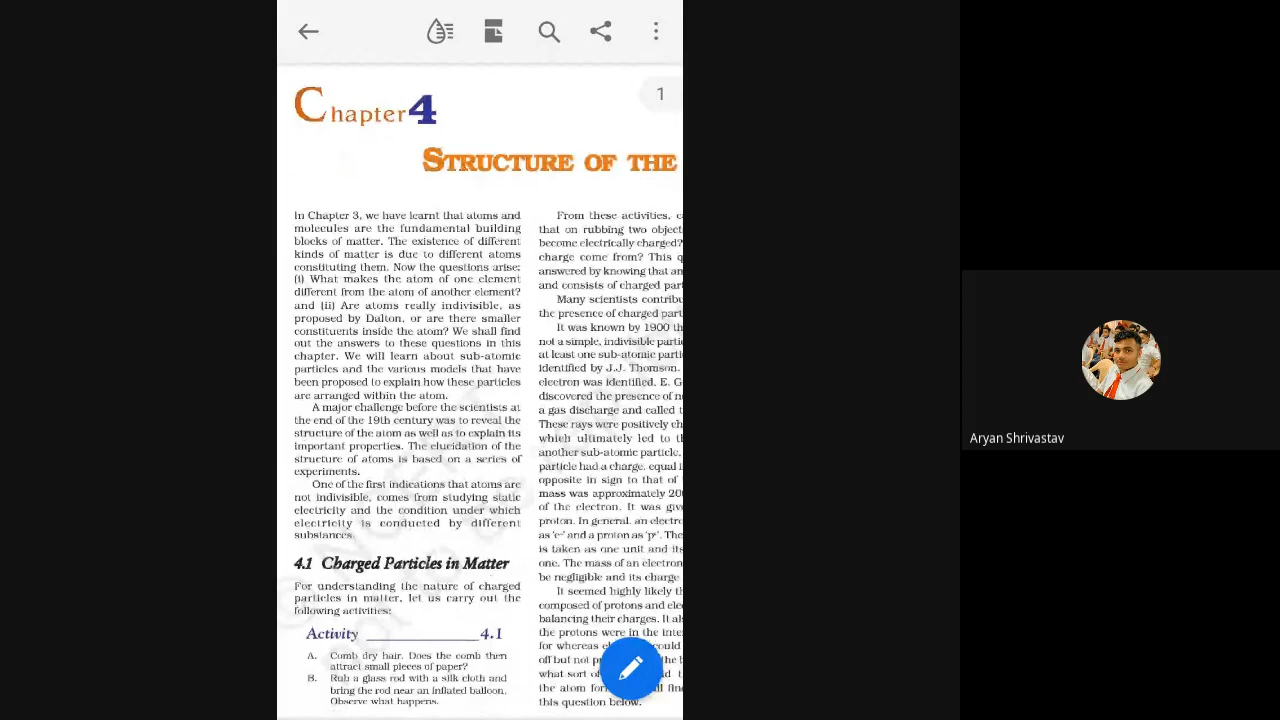 Chapter 4
1
STRUCTURE OF THE
In Chapter 3, we have learnt that atoms and
molecules are the fundamental building
blocks of matter. The existence of different
kinds of matter is due to different atoms
constituting them. Now the questions arise:
(i) What makes the atom of one element
different from the atom of another element?
and (ii) Are atoms really indivisible, as
proposed by Dalton, or are there smaller
constituents inside the atom? We shall find
out the answers to these questions in this
chapter. We will learn about sub-atomic
particles and the various models that have
been proposed to explain how these particles
are arranged within the atom.
A major challenge before the scientists at
the end of the 19th century was to reveal the
structure of the atom as well as to explain its
important properties. The elucidation of the
structure of atoms is based on a series of
experiments.
One of the first indications that atoms are
not indivisible, comes from studying static
electricity and the condition under which
electricity is conducted by different
substances.
4.1 Charged Particles in Matter
For understanding the nature of charged
particles in matter, let us carry out the
following activities:
Activity ______________ 4.1
A. Comb dry hair. Does the comb then
attract small pieces of paper?
B. Rub a glass rod with a silk cloth and
bring the rod near an inflated balloon.
Observe what happens.
From these activities, c
that on rubbing two object
become electrically charged?
charge come from? This q
answered by knowing that an
and consists of charged part
Many scientists contribu
the presence of charged part
It was known by 1900 th
not a simple, indivisible parti
at least one sub-atomic parti
identified by J.J. Thomson.
electron was identified, E. G
discovered the presence of n
a gas discharge and called t
These rays were positively ch
which ultimately led to th
another sub-atomic particle.
particle had a charge, equal i
opposite in sign to that of
mass was approximately 20
of the electron. It was giv
proton. In general, an electro
as 'e-' and a proton as 'p+'. The
is taken as one unit and its
one. The mass of an electron
be negligible and its charge
It seemed highly likely th
composed of protons and ele
balancing their charges. It al
the protons were in the inte
for whereas el could
off but not p the b
what sort of d t
the atom for ll fin
this question below.
Aryan Shrivastav